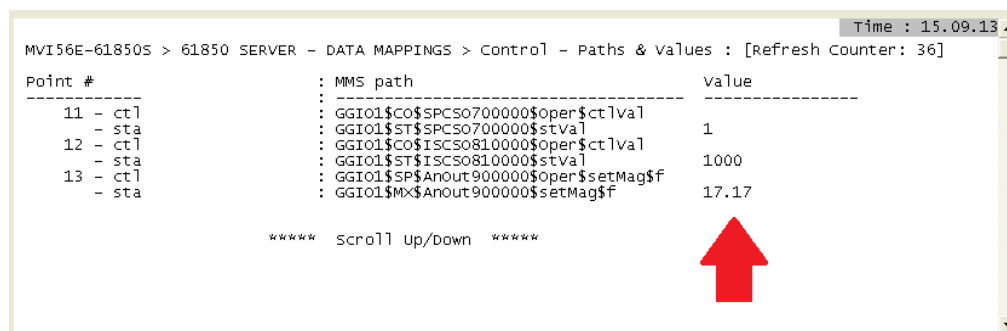 Time : 15.09.13
MVI56E-61850S > 61850 SERVER - DATA MAPPINGS > Control - Paths & Values : [Refresh Counter: 36]
Point # : MMS path Value
------------- : ----------------------------------- ----------------
11 - ctl : GGIO1$CO$SPCSO700000$Oper$ctlVal
- sta : GGIO1$ST$SPCSO700000$stVal 1
12 - ctl : GGIO1$CO$ISCSO810000$Oper$ctlVal
- sta : GGIO1$ST$ISCSO810000$stVal 1000
13 - ctl : GGIO1$SP$AnOut900000$Oper$setMag$f
- sta : GGIO1$MX$AnOut900000$setMag$f 17.17
***** Scroll Up/Down *****